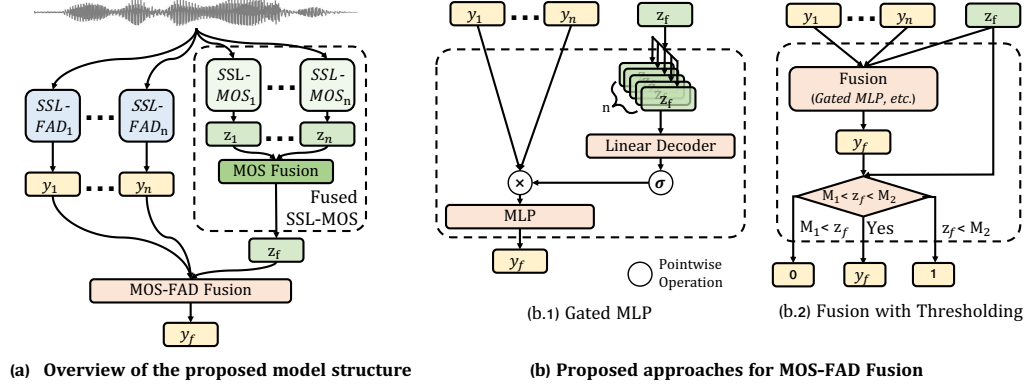 SSL-
FAD1
SSL-
FADn
SSL-
MOS1
SSL-
MOSn
z1
zn
MOS Fusion
y1
yn
Fused
SSL-MOS
zf
MOS-FAD Fusion
yf
(a) Overview of the proposed model structure
y1
yn
zf
n
zf
Linear Decoder
×
σ
MLP
yf
Pointwise
Operation
(b.1) Gated MLP
y1
yn
zf
Fusion
(Gated MLP, etc.)
yf
M1< zf < M2
M1< zf
Yes
zf< M2
0
yf
1
(b.2) Fusion with Thresholding
(b) Proposed approaches for MOS-FAD Fusion